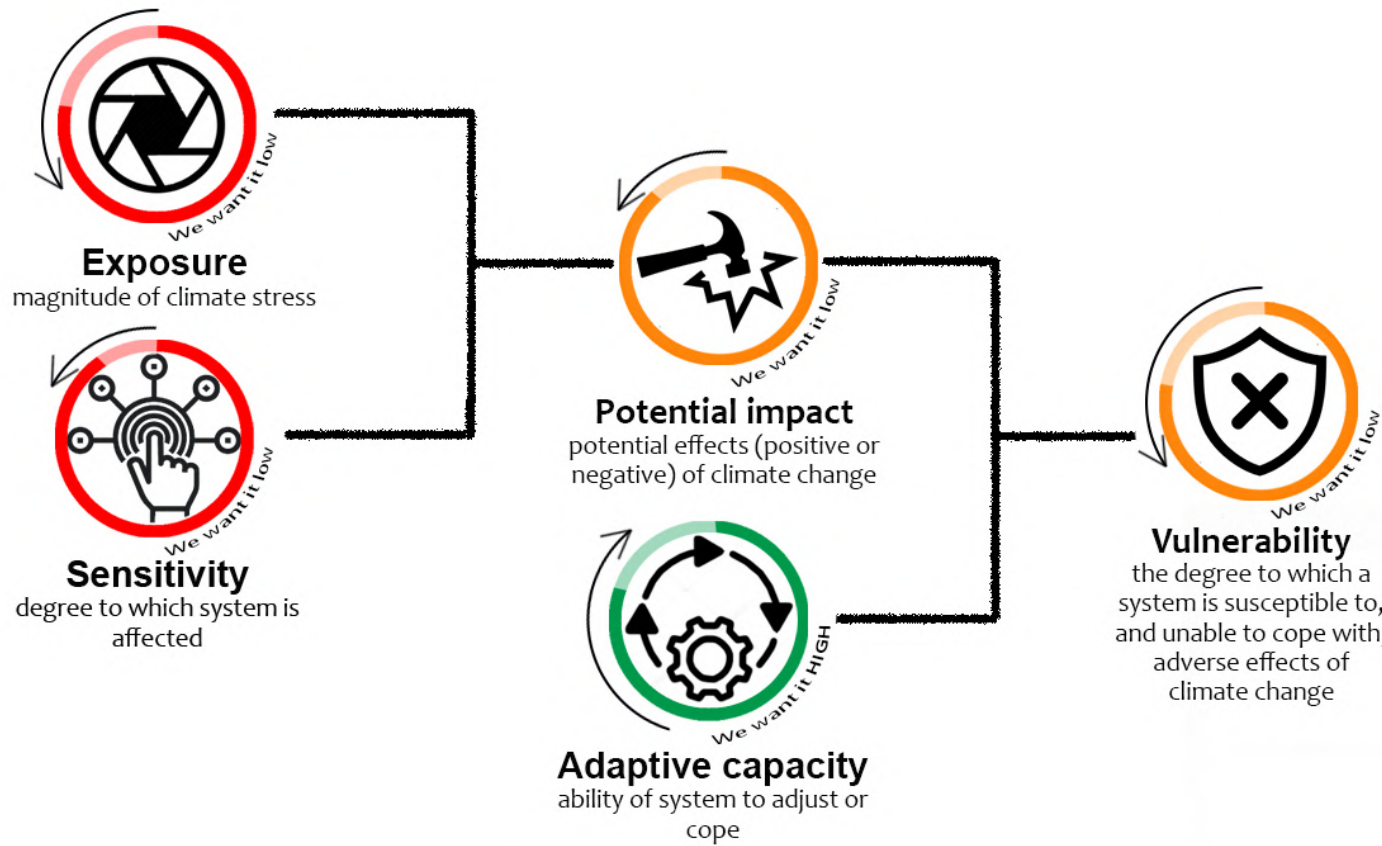 We want it low
Exposure
magnitude of climate stress
We want it low
Sensitivity
degree to which system is
affected
We want it low
Potential impact
potential effects (positive or
negative) of climate change
We want it HIGH
Adaptive capacity
ability of system to adjust or
cope
We want it low
Vulnerability
the degree to which a
system is susceptible to,
and unable to cope with,
adverse effects of
climate change